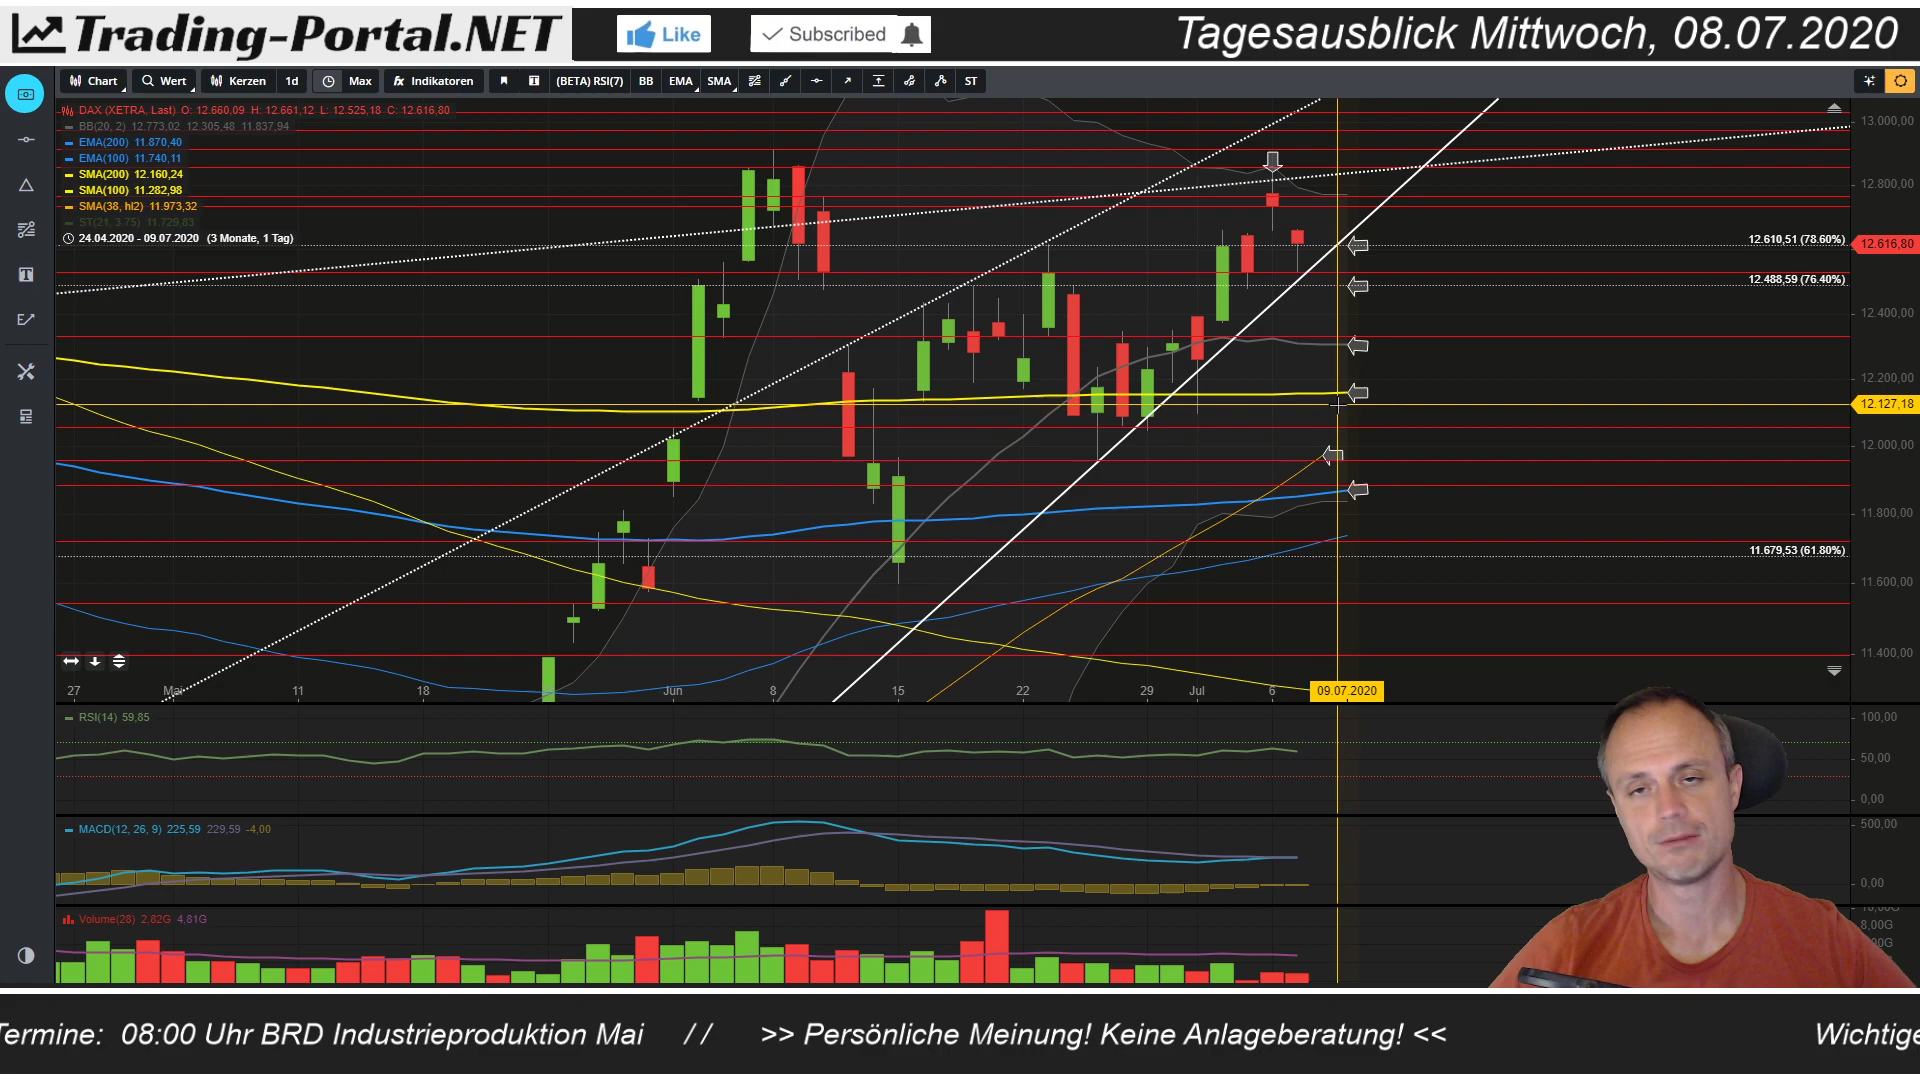 Trading-Portal.NET
Like
Subscribed
Tagesausblick Mittwoch, 08.07.2020
Chart
Wert
Kerzen
1d
Max
fx Indikatoren
T
(BETA) RSI(7)
BB
EMA
SMA
ST
DAX (XETRA, Last) O: 12.660,09 H: 12.661,12 L: 12.525,18 C: 12.616,80
BB(20, 2) 12.773,02 12.305,48 11.837,94
EMA(200) 11.870,40
EMA(100) 11.740,11
SMA(200) 12.160,24
SMA(100) 11.282,98
SMA(38, hl2) 11.973,32
ST(21, 3.75) 11.729,83
24.04.2020 - 09.07.2020 (3 Monate, 1 Tag)
13.000,00
12.800,00
12.610,51 (78.60%)
12.616,80
12.488,59 (76.40%)
12.400,00
12.200,00
12.127,18
12.000,00
11.800,00
11.679,53 (61.80%)
11.600,00
11.400,00
27
Mai
11
18
Jun
8
15
22
29
Jul
6
09.07.2020
RSI(14) 59,85
100,00
50,00
0,00
MACD(12, 26, 9) 225,59 229,59 -4,00
500,00
0,00
Volume(28) 2,82G 4,81G
8,00G
Termine: 08:00 Uhr BRD Industrieproduktion Mai // >> Persönliche Meinung! Keine Anlageberatung! << Wichtige